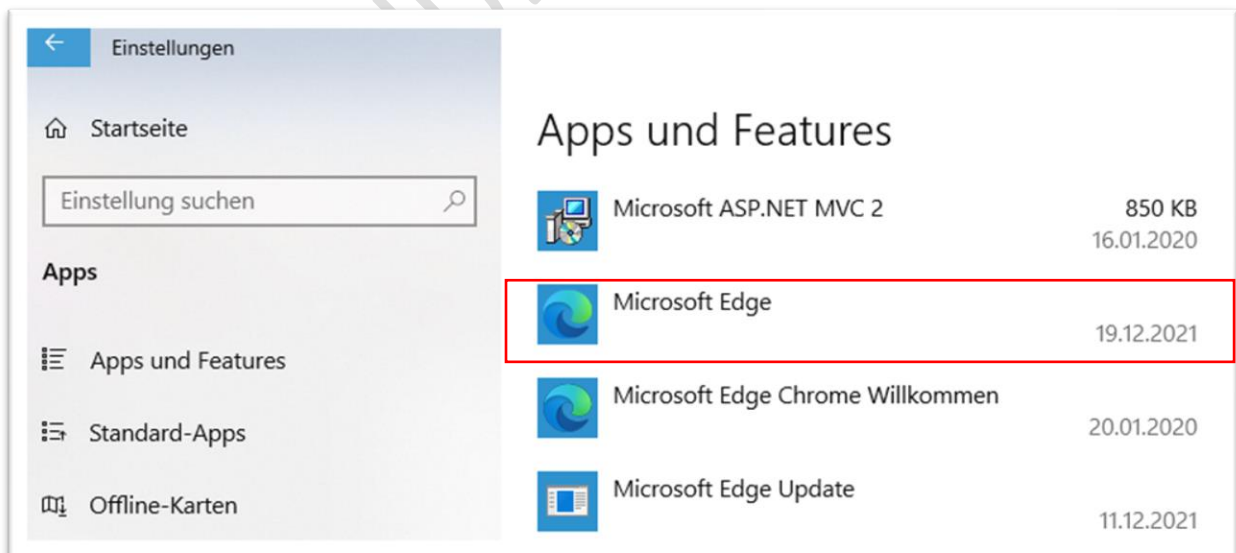 Einstellungen
Startseite
Einstellung suchen
Apps
Apps und Features
Standard-Apps
Offline-Karten
Apps und Features
Microsoft ASP.NET MVC 2
850 KB
16.01.2020
Microsoft Edge
19.12.2021
Microsoft Edge Chrome Willkommen
20.01.2020
Microsoft Edge Update
11.12.2021